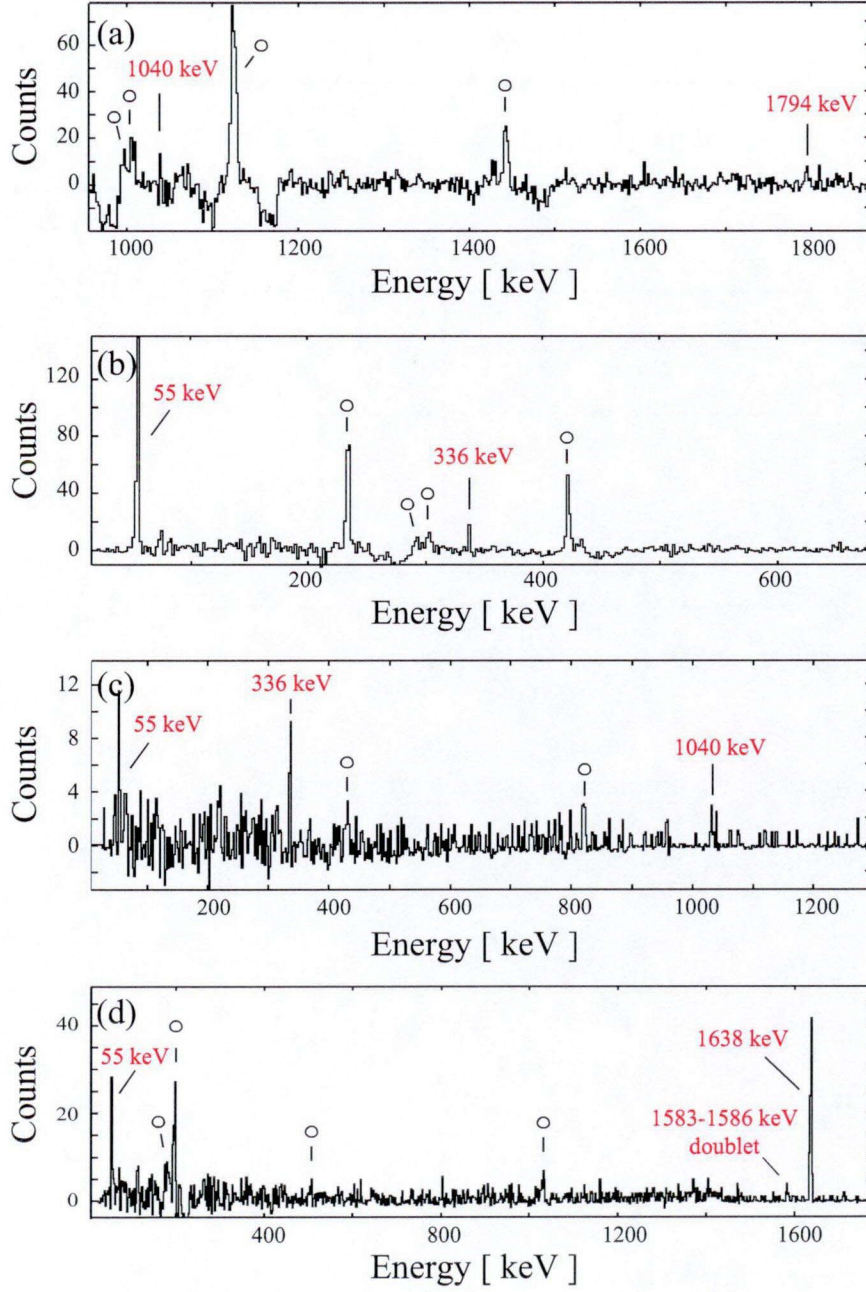 (a)
1040 keV
1794 keV
60
40
20
0
Counts
1000
1200
1400
1600
1800
Energy [ keV ]
(b)
55 keV
336 keV
120
80
40
0
Counts
200
400
600
Energy [ keV ]
(c)
55 keV
336 keV
1040 keV
12
8
4
0
Counts
200
400
600
800
1000
1200
Energy [ keV ]
(d)
55 keV
1638 keV
1583-1586 keV
doublet
40
20
0
Counts
400
800
1200
1600
Energy [ keV ]